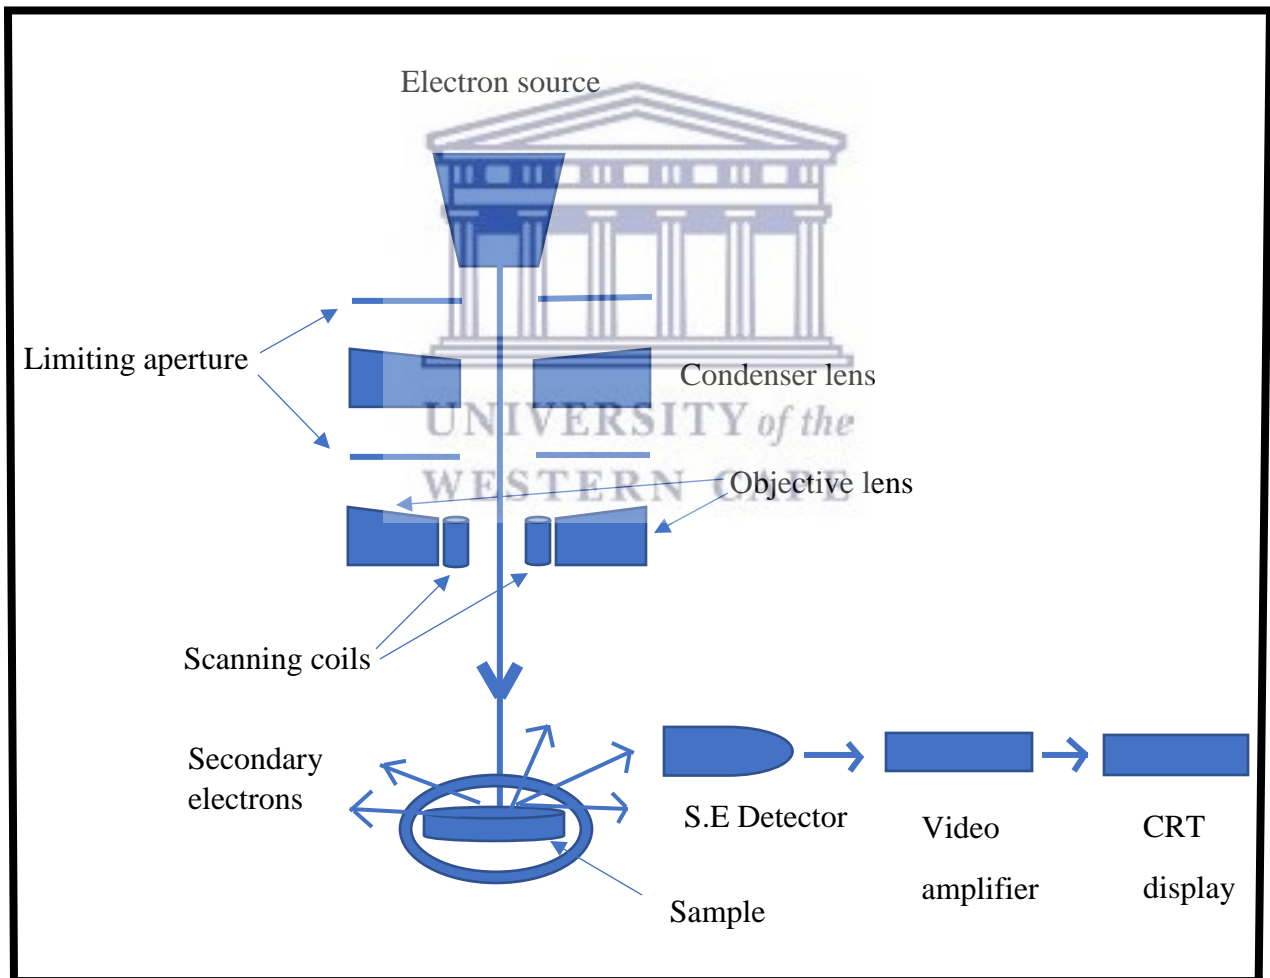 Electron source
Limiting aperture
Condenser lens
UNIVERSITY of the
WESTERN CAPE
Objective lens
Scanning coils
Secondary
electrons
S.E Detector
Video
amplifier
CRT
display
Sample